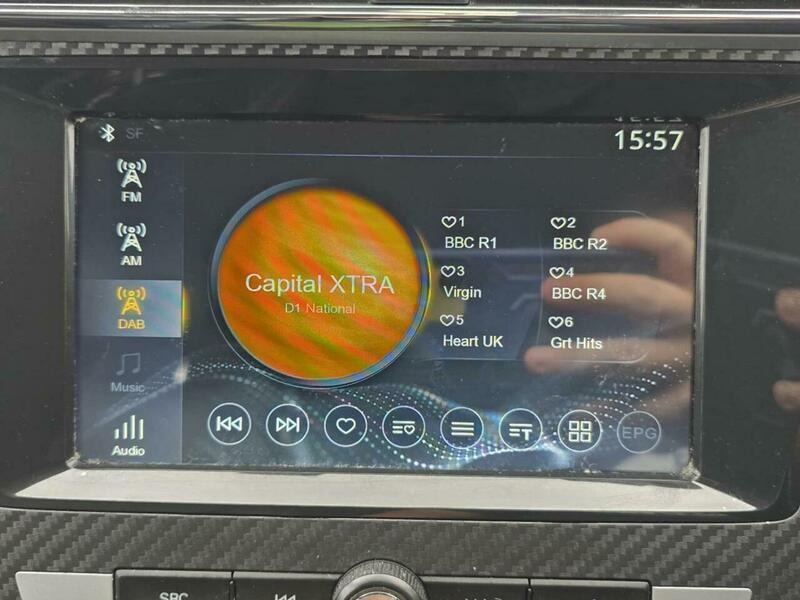 SF
15:57
FM
AM
DAB
Music
Audio
Capital XTRA
D1 National
1
BBC R1
2
BBC R2
3
Virgin
4
BBC R4
5
Heart UK
6
Grt Hits
T
EPG
SRC